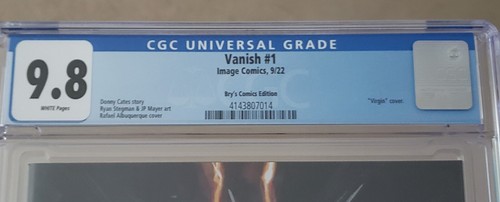 CGC UNIVERSAL GRADE
9.8
WHITE Pages
Vanish #1
Image Comics, 9/22
Bry's Comics Edition
Donny Cates story
Ryan Stegman & JP Mayer art
Rafael Albuquerque cover
4143807014
"Virgin" cover